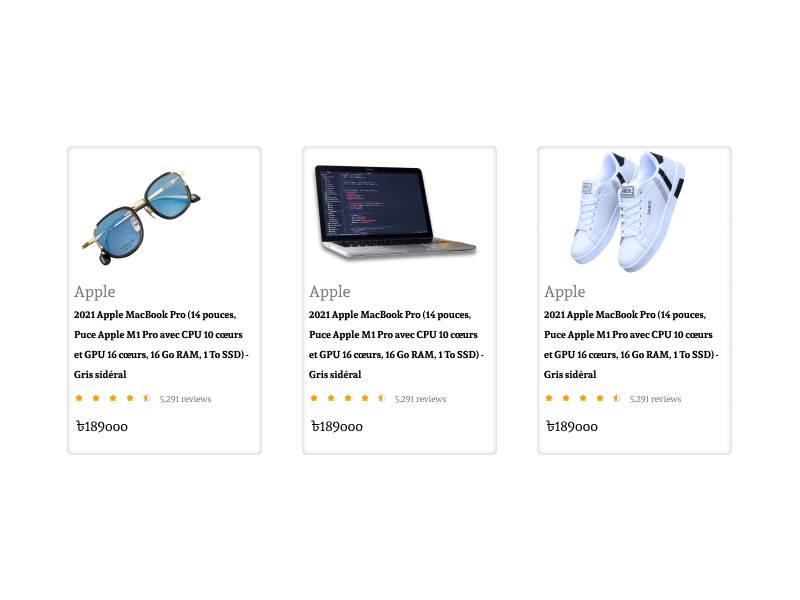 Apple
2021 Apple MacBook Pro (14 pouces,
Puce Apple M1 Pro avec CPU 10 cœurs
et GPU 16 cœurs, 16 Go RAM, 1 To SSD) -
Gris sidéral
5,291 reviews
৳189000
Apple
2021 Apple MacBook Pro (14 pouces,
Puce Apple M1 Pro avec CPU 10 cœurs
et GPU 16 cœurs, 16 Go RAM, 1 To SSD) -
Gris sidéral
5,291 reviews
৳189000
Apple
2021 Apple MacBook Pro (14 pouces,
Puce Apple M1 Pro avec CPU 10 cœurs
et GPU 16 cœurs, 16 Go RAM, 1 To SSD) -
Gris sidéral
5,291 reviews
৳189000